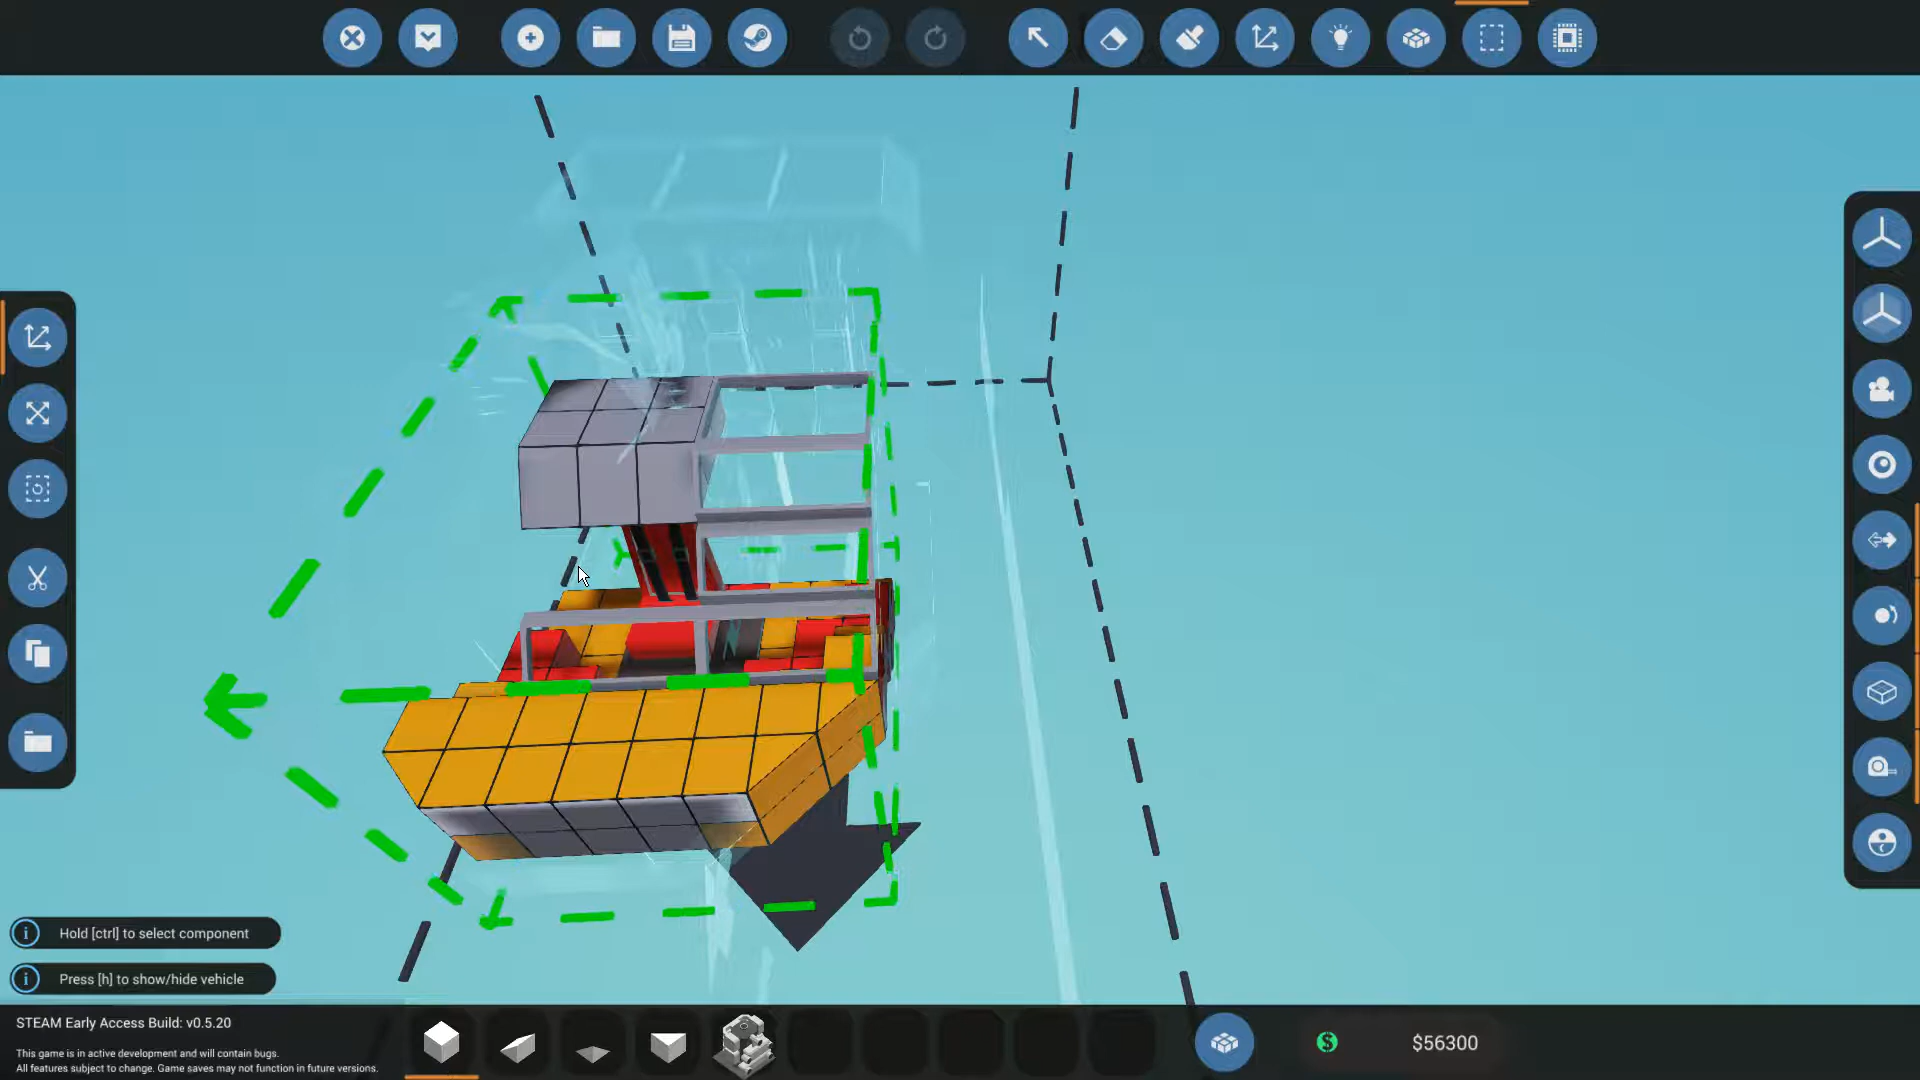 Hold [ctrl] to select component
Press [h] to show/hide vehicle
STEAM Early Access Build: v0.5.20
This game is in active development and will contain bugs.
All features subject to change. Game saves may not function in future versions.
$56300